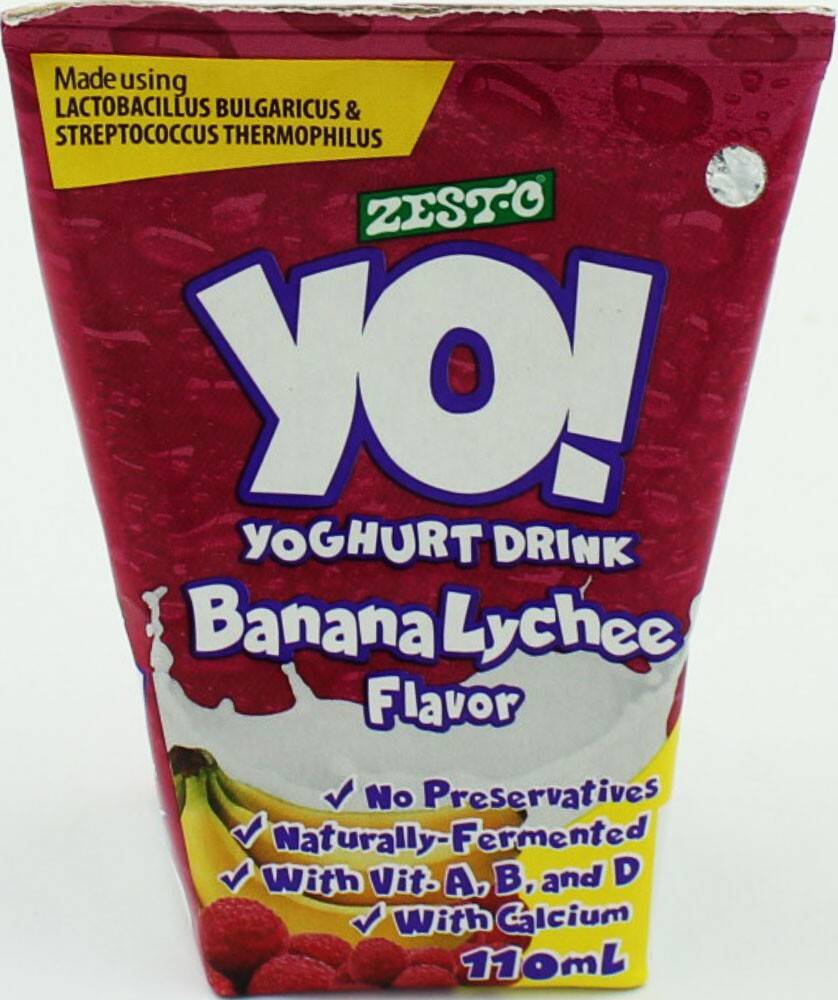 Made using
LACTOBACILLUS BULGARICUS &
STREPTOCOCCUS THERMOPHILUS
ZEST-O
YO!
YOGHURT DRINK
Banana Lychee
Flavor
✓ No Preservatives
✓ Naturally-Fermented
✓ With Vit. A, B, and D
✓ With Calcium
110mL